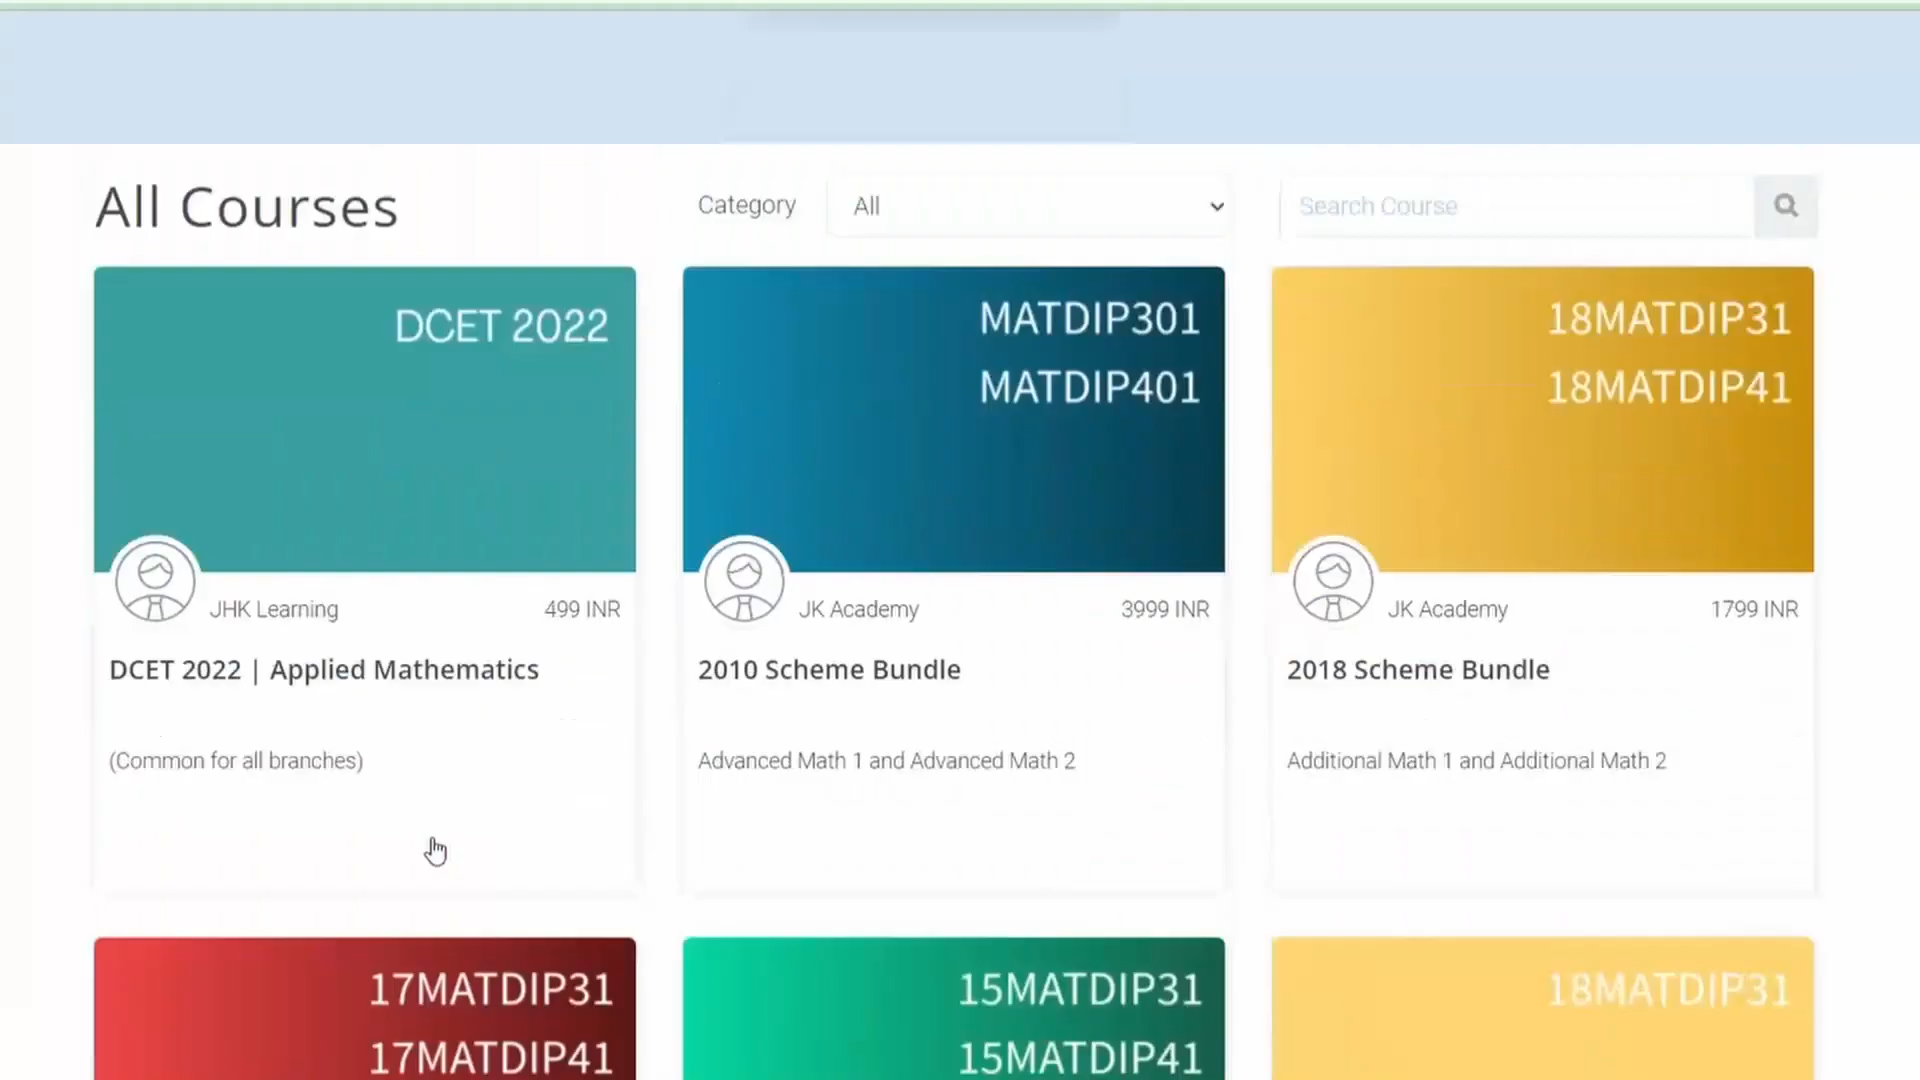 All Courses
Category
All
Search Course
DCET 2022
JHK Learning
499 INR
DCET 2022 | Applied Mathematics
(Common for all branches)
MATDIP301
MATDIP401
JK Academy
3999 INR
2010 Scheme Bundle
Advanced Math 1 and Advanced Math 2
18MATDIP31
18MATDIP41
JK Academy
1799 INR
2018 Scheme Bundle
Additional Math 1 and Additional Math 2
17MATDIP31
17MATDIP41
15MATDIP31
15MATDIP41
18MATDIP31